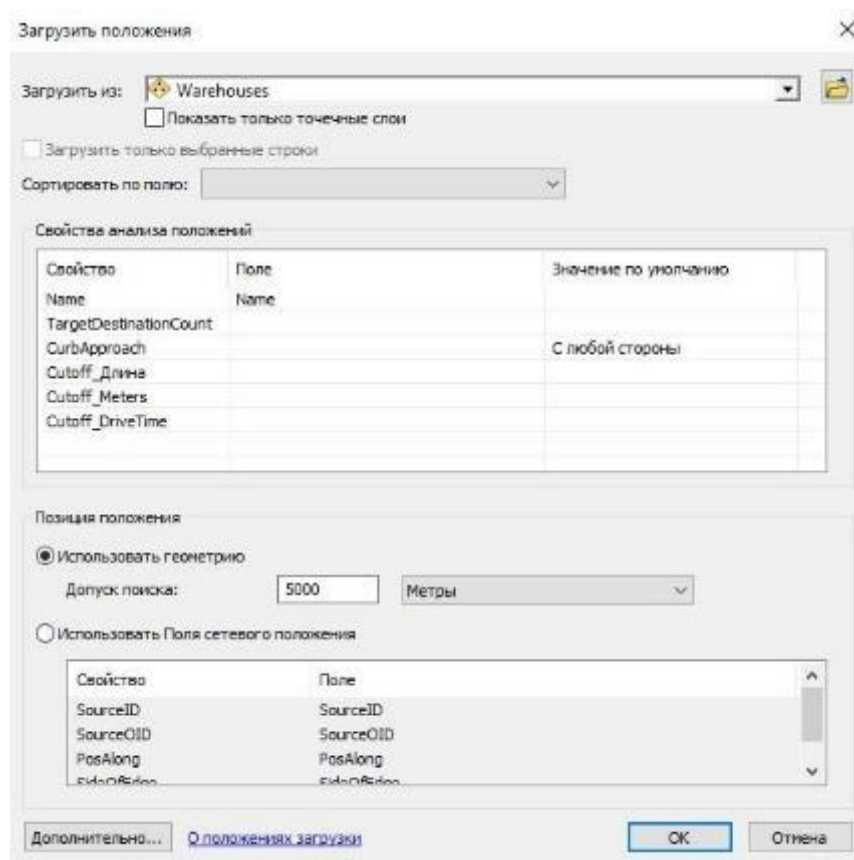 Загрузить положения
Загрузить из: Warehouses
Показать только точечные слои
Загрузить только выбранные строки
Сортировать по полю:
Свойства анализа положений
Свойство Поле Значение по умолчанию
Name Name
TargetDestinationCount
CurbApproach С любой стороны
Cutoff_Длина
Cutoff_Meters
Cutoff_DriveTime
Позиция положения
Использовать геометрию
Допуск поиска: 5000 Метры
Использовать Поля сетевого положения
Свойство Поле
SourceID SourceID
SourceOID SourceOID
PosAlong PosAlong
SideOfEdge SideOfEdge
Дополнительно... О положениях загрузки OK Отмена